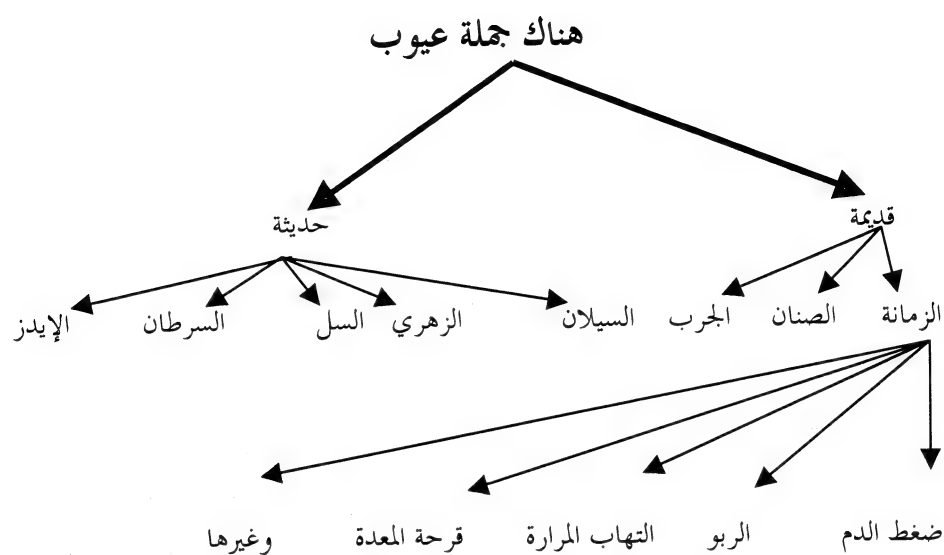 هناك جملة عيوب
قديمة حديثة
الزمانة الصنان الجرب السيلان الزهري السل السرطان الإيدز
ضغط الدم الربو التهاب المرارة قرحة المعدة وغيرها